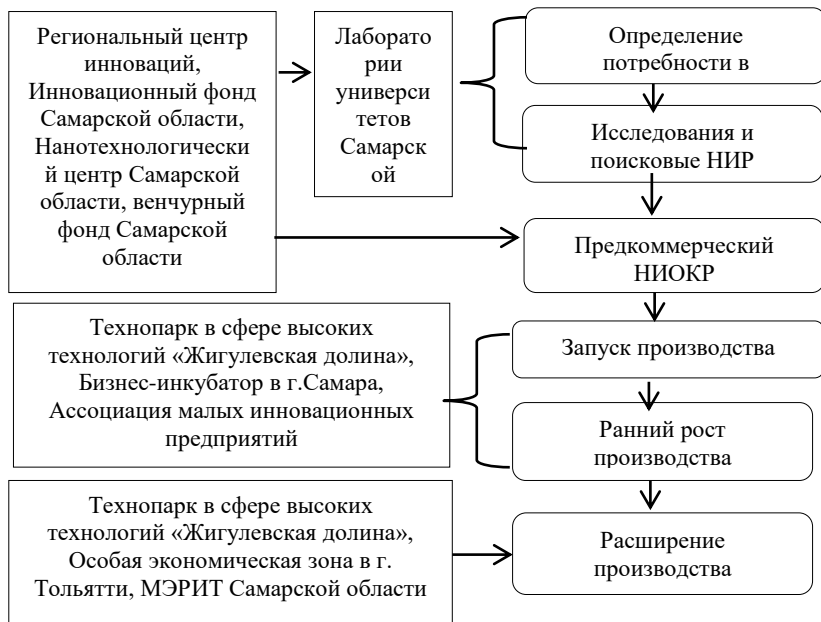 Региональный центр
инноваций,
Инновационный фонд
Самарской области,
Нанотехнологически
й центр Самарской
области, венчурный
фонд Самарской
области
Лаборато
рии
универси
тетов
Самарск
ой
Определение
потребности в
Исследования и
поисковые НИР
Предкоммерческий
НИОКР
Технопарк в сфере высоких
технологий «Жигулевская долина»,
Бизнес-инкубатор в г.Самара,
Ассоциация малых инновационных
предприятий
Запуск производства
Ранний рост
производства
Технопарк в сфере высоких
технологий «Жигулевская долина»,
Особая экономическая зона в г.
Тольятти, МЭРИТ Самарской области
Расширение
производства